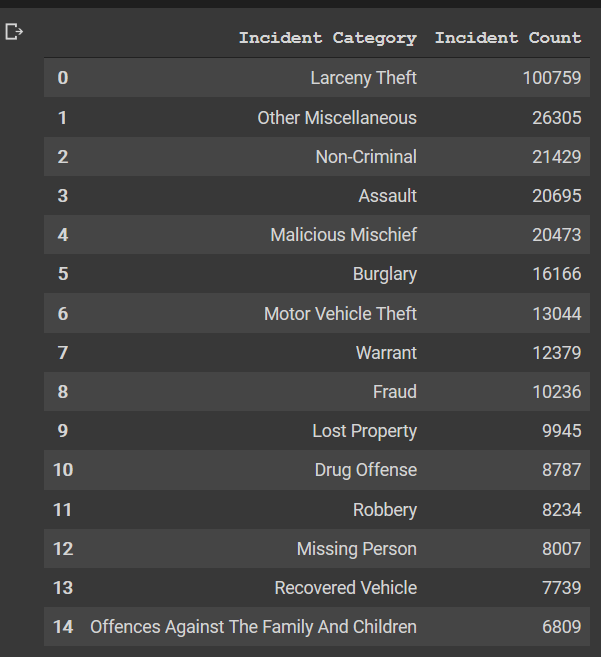 Incident Category Incident Count
0 Larceny Theft 100759
1 Other Miscellaneous 26305
2 Non-Criminal 21429
3 Assault 20695
4 Malicious Mischief 20473
5 Burglary 16166
6 Motor Vehicle Theft 13044
7 Warrant 12379
8 Fraud 10236
9 Lost Property 9945
10 Drug Offense 8787
11 Robbery 8234
12 Missing Person 8007
13 Recovered Vehicle 7739
14 Offences Against The Family And Children 6809